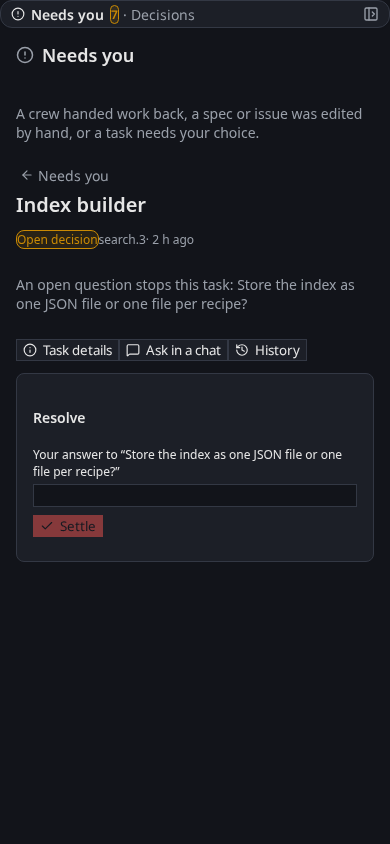 Needs you 7 · Decisions
Needs you
A crew handed work back, a spec or issue was edited
by hand, or a task needs your choice.
Needs you
Index builder
Open decision search.3 · 2 h ago
An open question stops this task: Store the index as
one JSON file or one file per recipe?
Task details Ask in a chat History
Resolve
Your answer to “Store the index as one JSON file or one
file per recipe?”
Settle